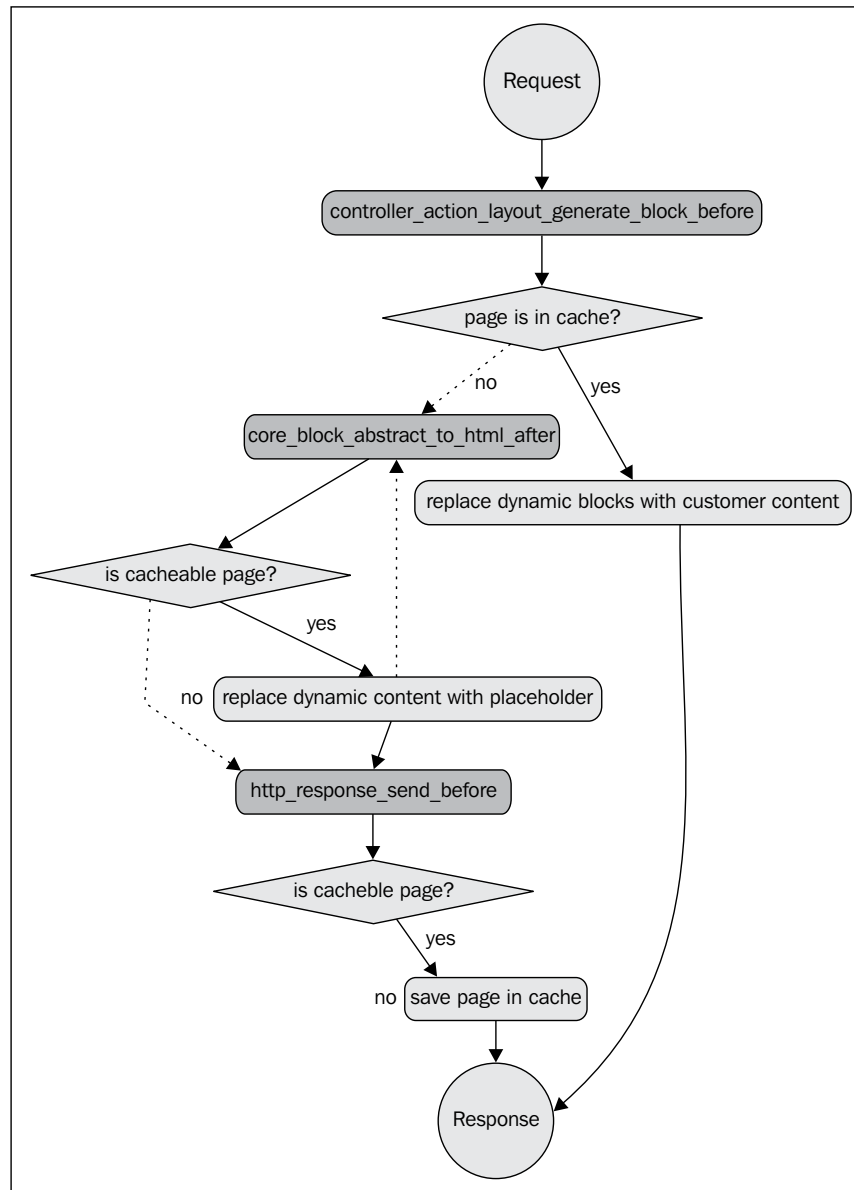 Request
controller_action_layout_generate_block_before
page is in cache?
no
yes
core_block_abstract_to_html_after
replace dynamic blocks with customer content
is cacheable page?
yes
no
replace dynamic content with placeholder
http_response_send_before
is cacheble page?
yes
no
save page in cache
Response